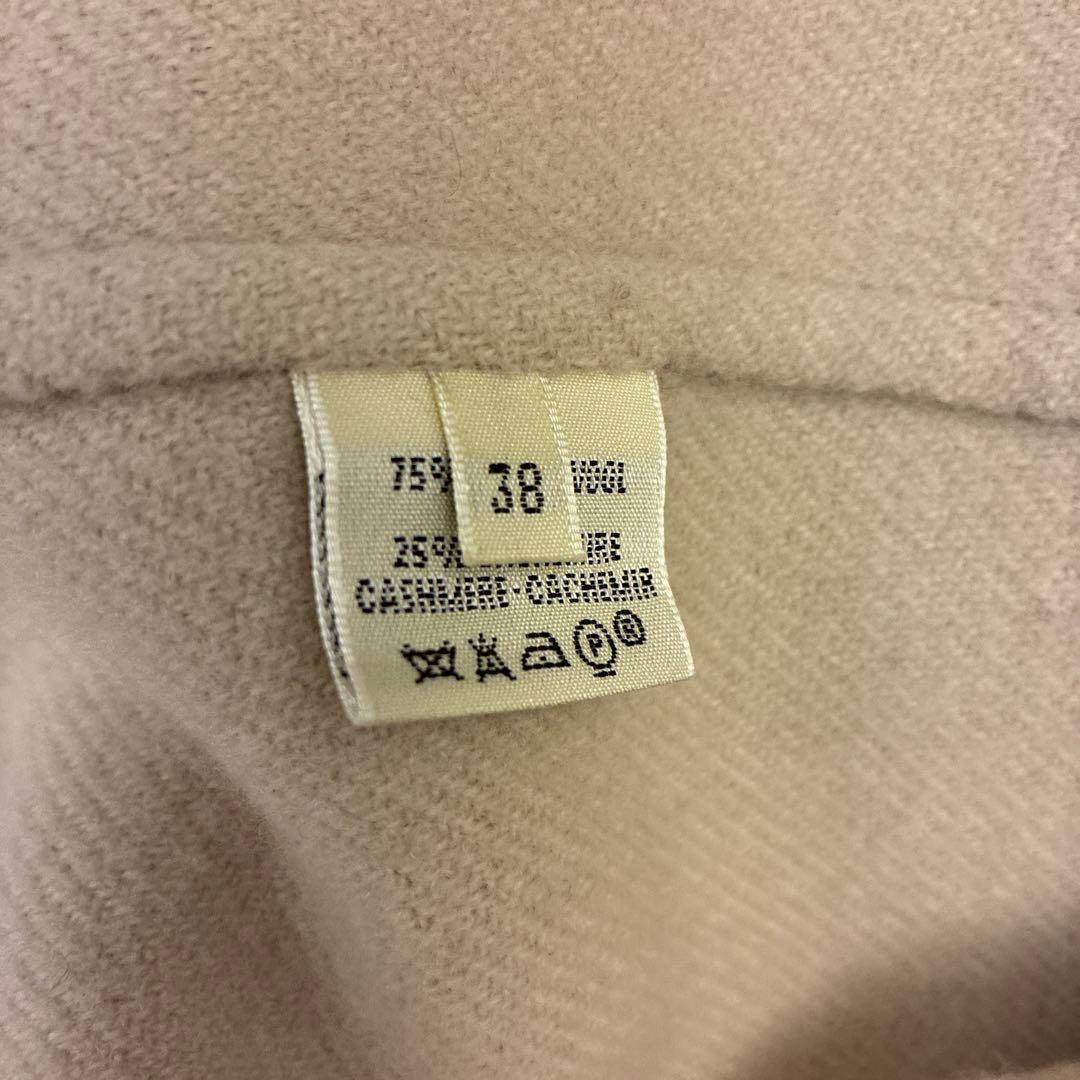 75%
38
WOOL
25%
CASHMERE-CACHEMIR
P
R